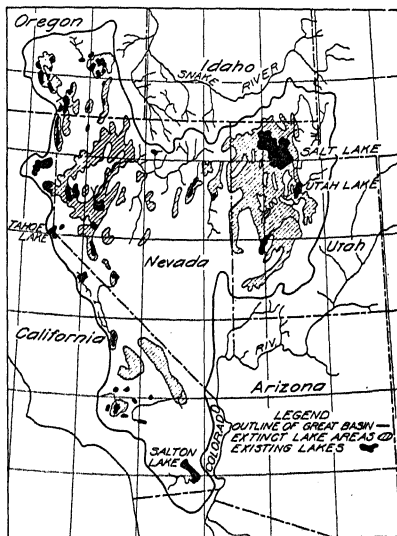 Oregon
Idaho
SNAKE RIVER
SALT LAKE
UTAH LAKE
TAHOE
LAKE
Nevada
Utah
California
RIV.
Arizona
COLORADO
SALTON
LAKE
LEGEND
OUTLINE OF GREAT BASIN
EXTINCT LAKE AREAS
EXISTING LAKES